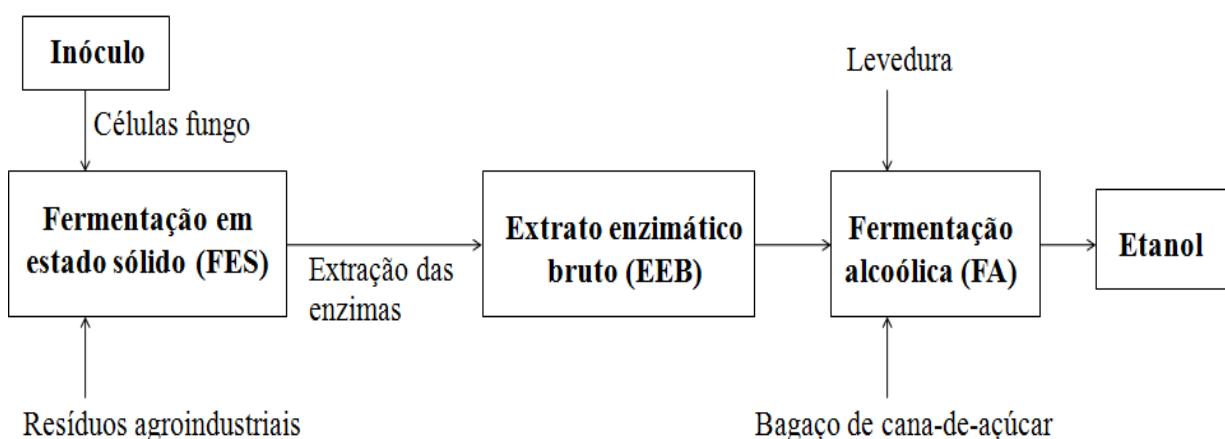 Inóculo
Células fungo
Levedura
Fermentação em
estado sólido (FES)
Extração das
enzimas
Extrato enzimático
bruto (EEB)
Fermentação
alcoólica (FA)
Etanol
Resíduos agroindustriais
Bagaço de cana-de-açúcar